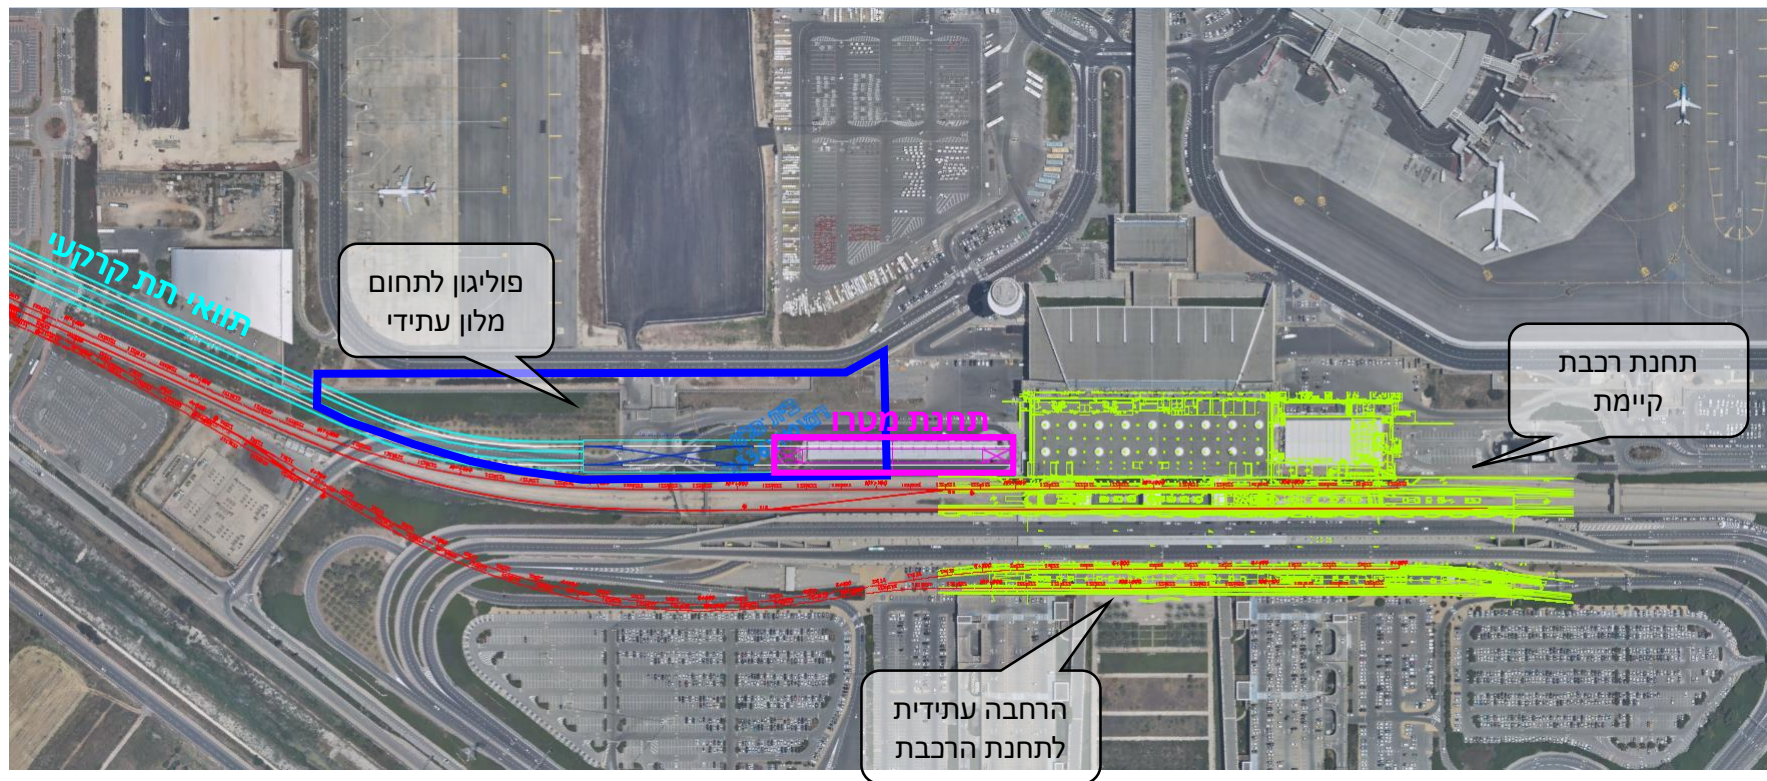 תוואי תת קרקעי
פוליגון לתחום
מלון עתידי
תחנת רכבת
קיימת
תחנת מטרו
הרחבה עתידית
לתחנת הרכבת